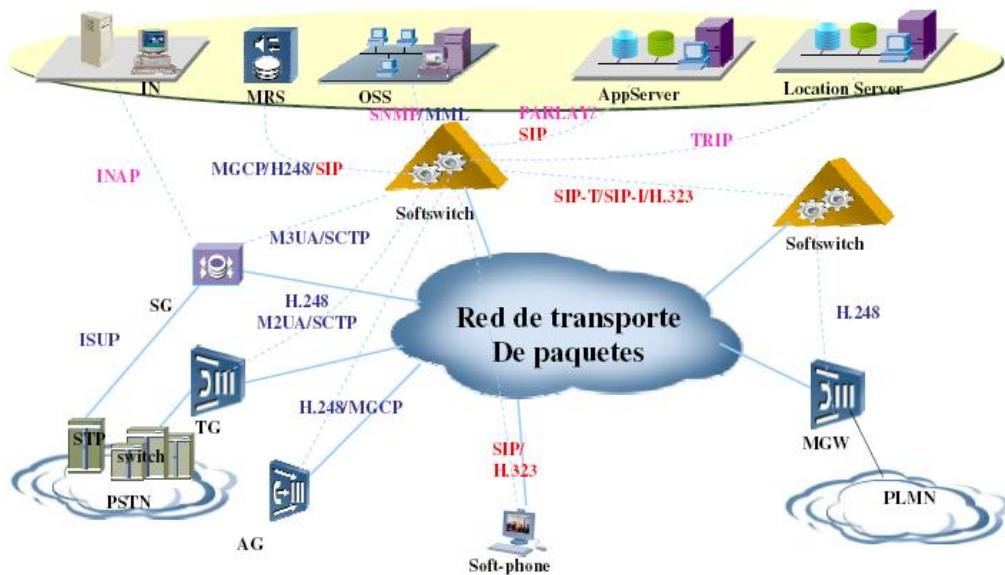 IN
MRS
OSS
AppServer
Location Server
SNMP/MML
PARLAY/
SIP
TRIP
INAP
MGCP/H248/SIP
SIP-T/SIP-I/H.323
Softswitch
Softswitch
M3UA/SCTP
SG
H.248
M2UA/SCTP
Red de transporte
De paquetes
H.248
ISUP
H.248/MGCP
TG
MGW
STP
switch
SIP/
H.323
PSTN
PLMN
AG
Soft-phone